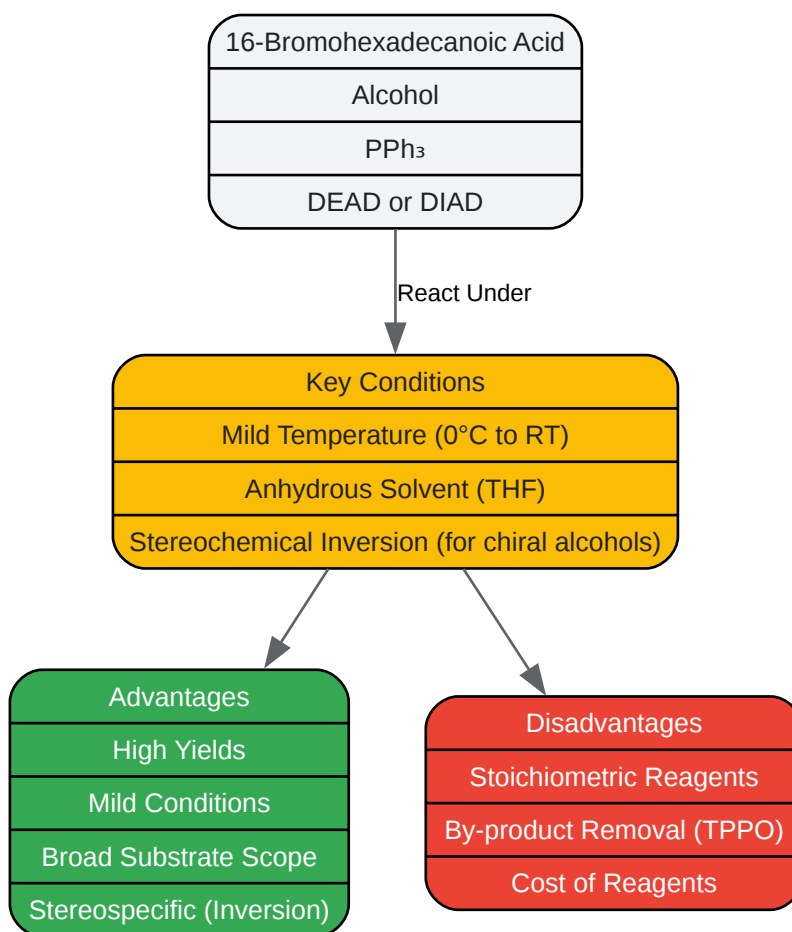 16-Bromohexadecanoic Acid
Alcohol
PPh₃
DEAD or DIAD
React Under
Key Conditions
Mild Temperature (0°C to RT)
Anhydrous Solvent (THF)
Stereochemical Inversion (for chiral alcohols)
Advantages
High Yields
Mild Conditions
Broad Substrate Scope
Stereospecific (Inversion)
Disadvantages
Stoichiometric Reagents
By-product Removal (TPPO)
Cost of Reagents